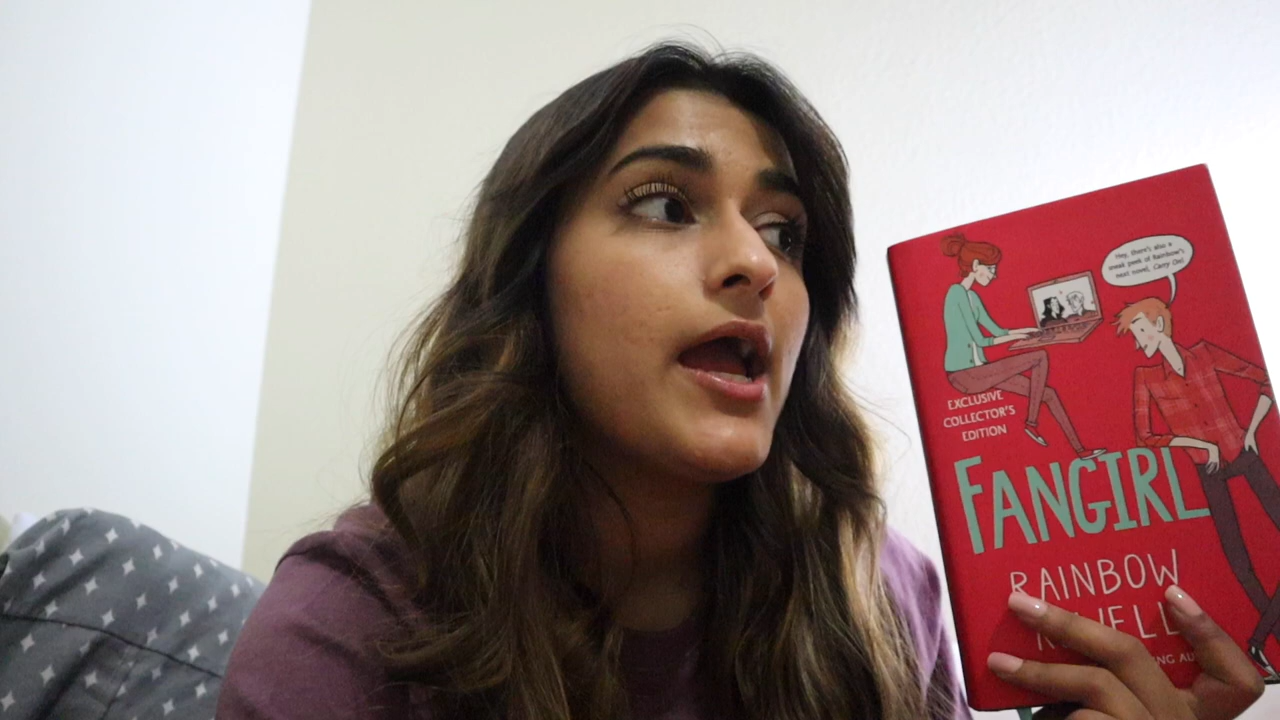 Hey, there's also a
sneak peek of Rainbow's
next novel, Carry On!
EXCLUSIVE
COLLECTOR'S
EDITION
FANGIRL
RAINBOW